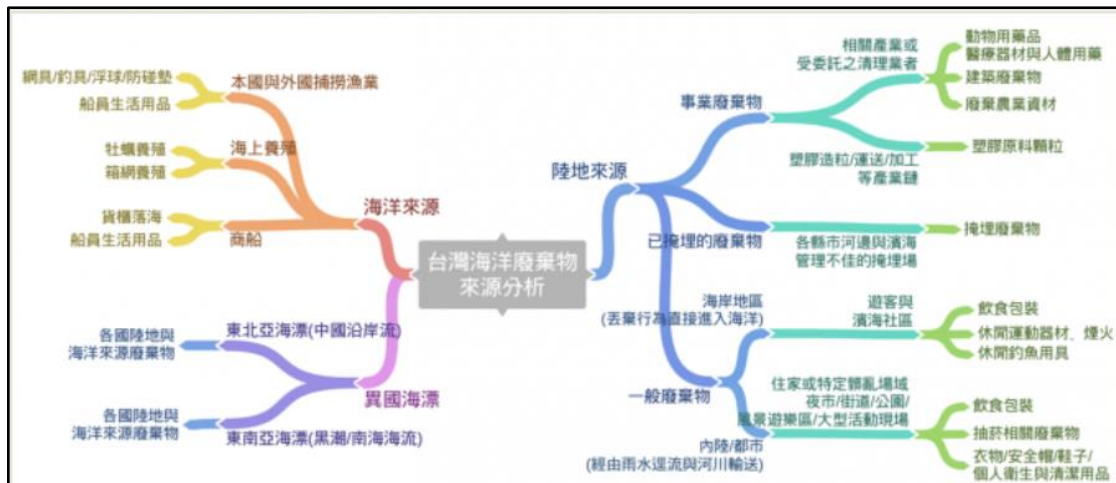 台灣海洋廢棄物
來源分析
海洋來源
本國與外國捕撈漁業
網具/釣具/浮球/防碰墊
船員生活用品
海上養殖
牡蠣養殖
箱網養殖
商船
貨櫃落海
船員生活用品
異國海漂
東北亞海漂(中國沿岸流)
各國陸地與
海洋來源廢棄物
東南亞海漂(黑潮/南海海流)
各國陸地與
海洋來源廢棄物
陸地來源
事業廢棄物
相關產業或
受委託之清理業者
動物用藥品
醫療器材與人體用藥
建築廢棄物
廢棄農業資材
塑膠造粒/運送/加工
等產業鏈
塑膠原料顆粒
已掩埋的廢棄物
各縣市河邊與濱海
管理不佳的掩埋場
掩埋廢棄物
一般廢棄物
海岸地區
(丟棄行為直接進入海洋)
遊客與
濱海社區
飲食包裝
休閒運動器材、煙火
休閒釣魚用具
內陸/都市
(經由雨水逕流與河川輸送)
住家或特定髒亂場域
夜市/街道/公園/
風景遊樂區/大型活動現場
飲食包裝
抽菸相關廢棄物
衣物/安全帽/鞋子/
個人衛生與清潔用品